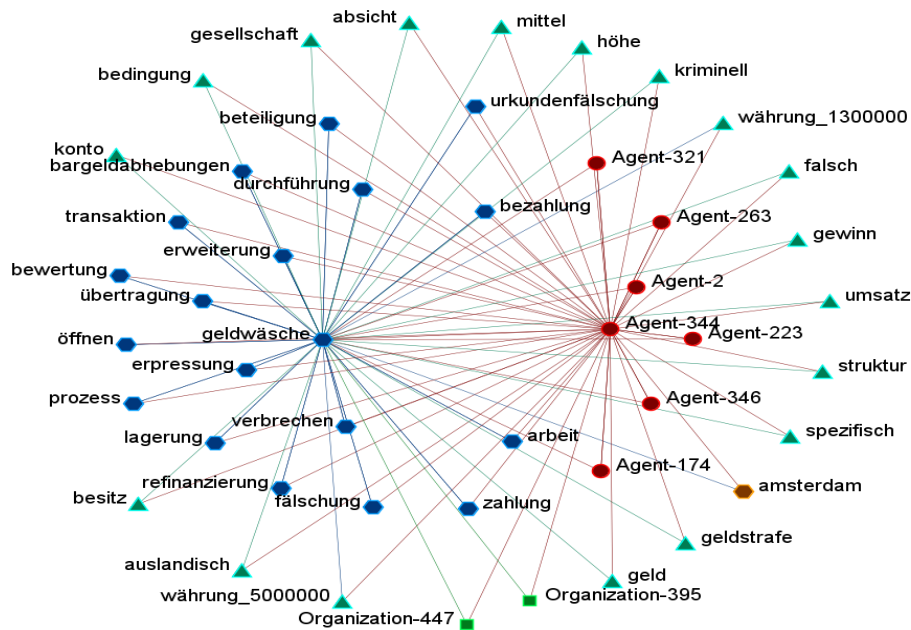 absicht
mittel
gesellschaft
höhe
bedingung
kriminell
urkundenfälschung
beteiligung
währung_1300000
konto
Agent-321
bargeldabhebungen
falsch
durchführung
bezahlung
transaktion
Agent-263
gewinn
erweiterung
bewertung
Agent-2
übertragung
umsatz
Agent-344
geldwäsche
Agent-223
öffnen
erpressung
struktur
prozess
Agent-346
verbrechen
spezifisch
lagerung
arbeit
Agent-174
refinanzierung
amsterdam
besitz
fälschung
zahlung
geldstrafe
auslandisch
geld
währung_5000000
Organization-395
Organization-447